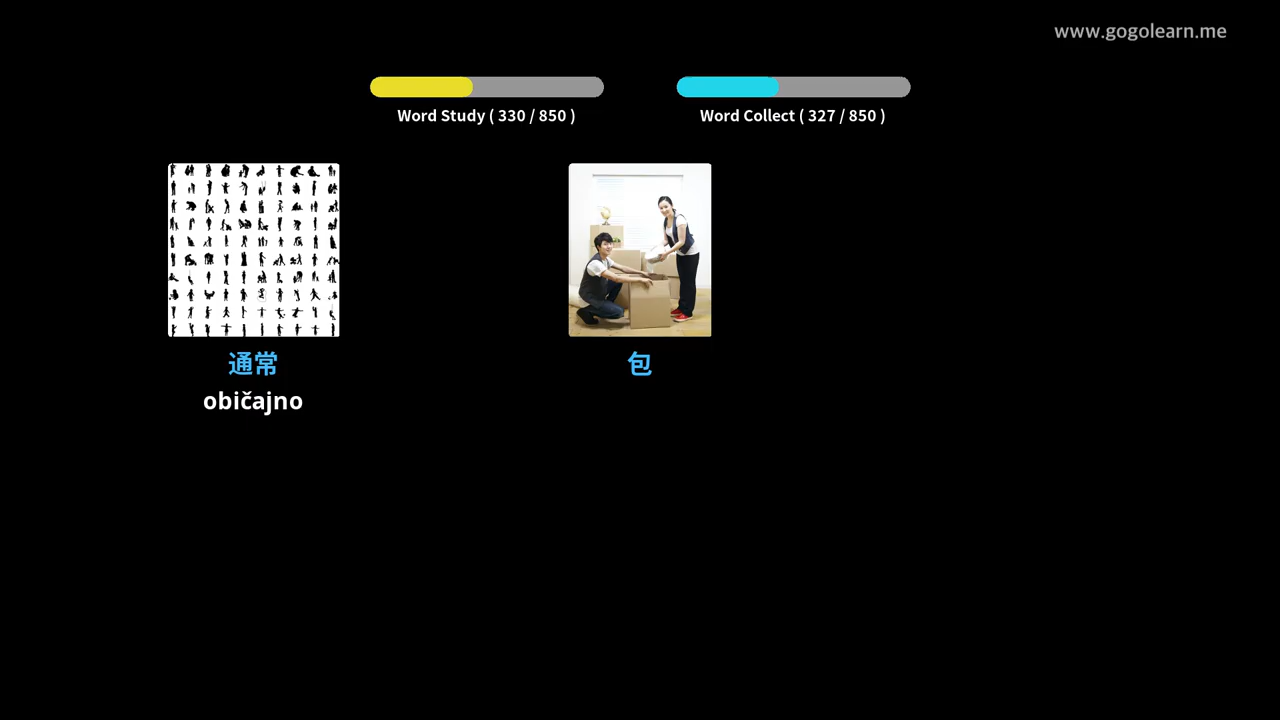 www.gogolearn.me
Word Study ( 330 / 850 )
Word Collect ( 327 / 850 )
通常
običajno
包